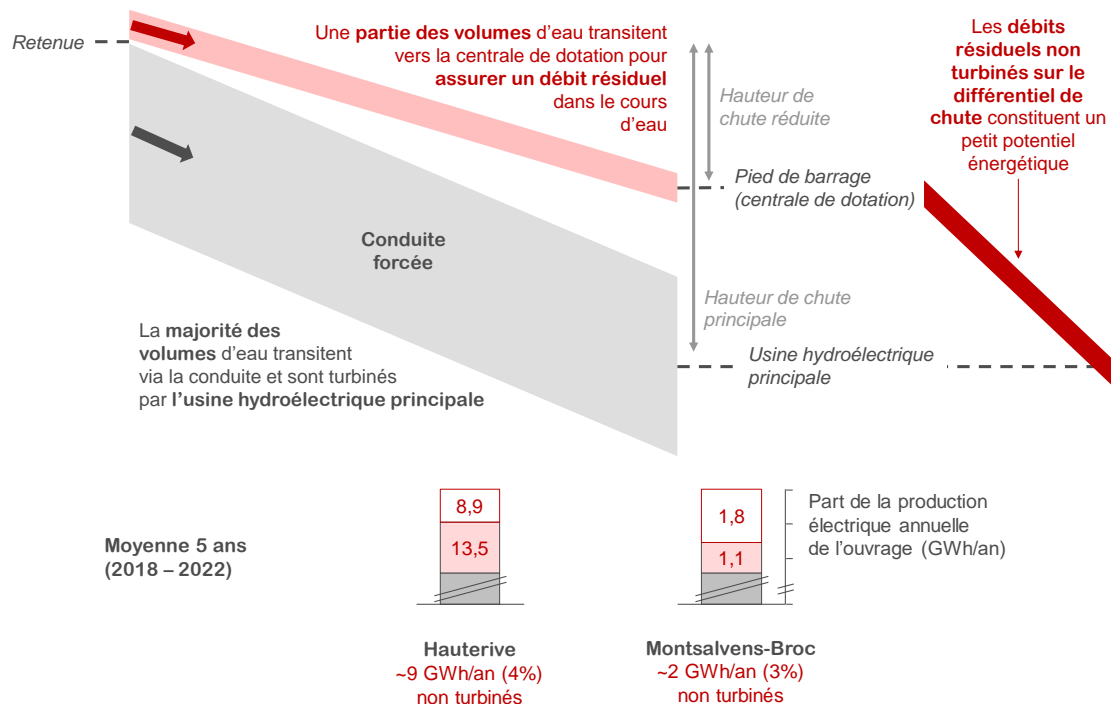 Retenue
Une partie des volumes d’eau transitent
vers la centrale de dotation pour
assurer un débit résiduel
dans le cours
d’eau
Hauteur de
chute réduite
Les débits
résiduels non
turbinés sur le
différentiel de
chute constituent un
petit potentiel
énergétique
Pied de barrage
(centrale de dotation)
Conduite
forcée
Hauteur de chute
principale
La majorité des
volumes d’eau transitent
via la conduite et sont turbinés
par l’usine hydroélectrique principale
Usine hydroélectrique
principale
Moyenne 5 ans
(2018 – 2022)
8,9
13,5
1,8
1,1
Part de la production
électrique annuelle
de l’ouvrage (GWh/an)
Hauterive
~9 GWh/an (4%)
non turbinés
Montsalvens-Broc
~2 GWh/an (3%)
non turbinés